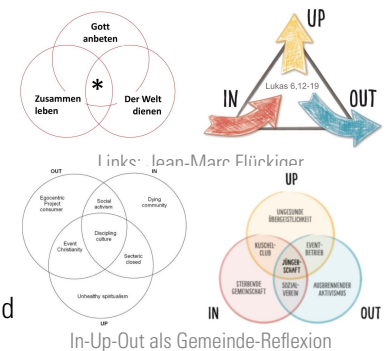 Gott
anbeten
Zusammen
leben
*
Der Welt
dienen
UP
Lukas 6,12-19
IN
OUT
Links: Jean-Marc Flückiger
OUT
IN
Egocentric
Project
consumer
Social
activism
Dying
community
Discipling
culture
Event
Christianity
Secteric
closed
Unhealthy spiritualism
UP
UP
UNGESUNDE
ÜBERGEISTLICHKEIT
KUSCHEL-
CLUB
EVENT-
BETRIEB
JÜNGER-
SCHAFT
STERBENDE
GEMEINSCHAFT
SOZIAL-
VEREIN
AUSBRENNENDER
AKTIVISMUS
IN
OUT
d
In-Up-Out als Gemeinde-Reflexion